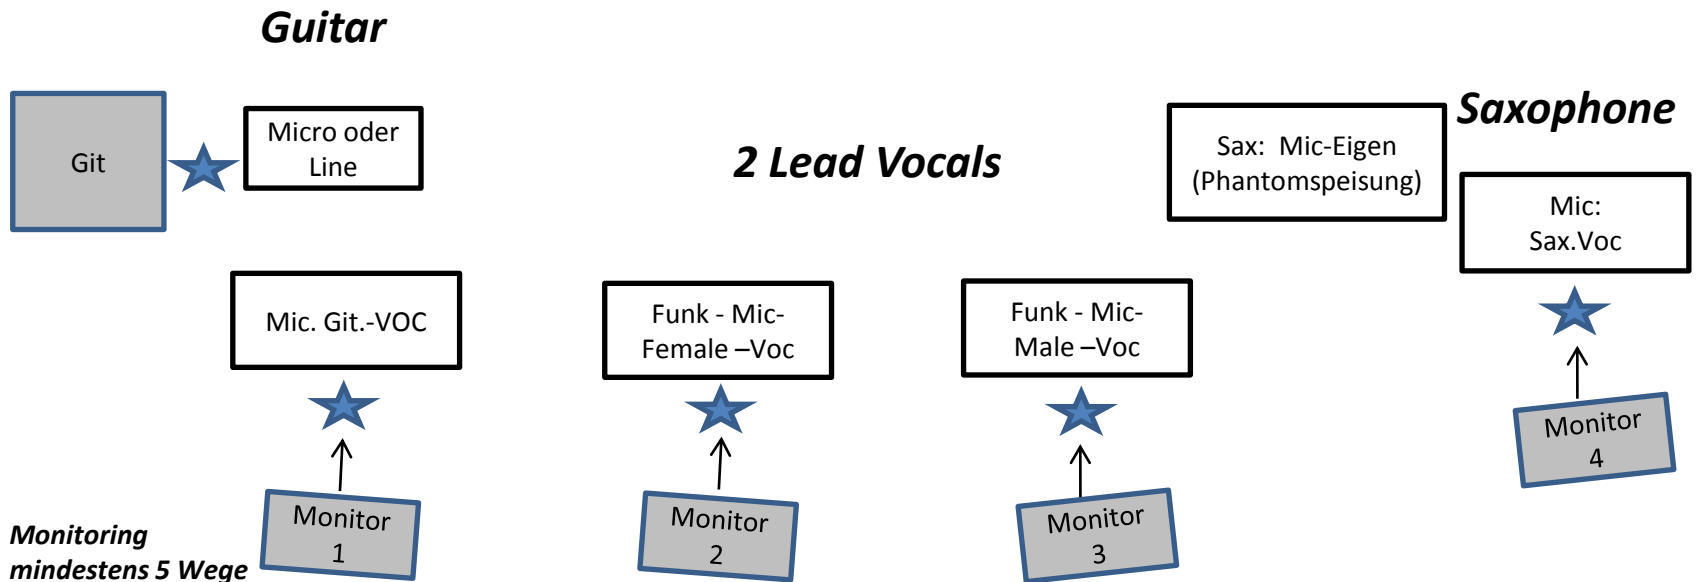 Guitar
Git
Micro oder
Line
2 Lead Vocals
Sax:  Mic-Eigen
(Phantomspeisung)
Saxophone
Mic:
Sax.Voc
Mic. Git.-VOC
Funk - Mic-
Female –Voc
Funk - Mic-
Male –Voc
Monitor
1
Monitor
2
Monitor
3
Monitor
4
Monitoring
mindestens 5 Wege